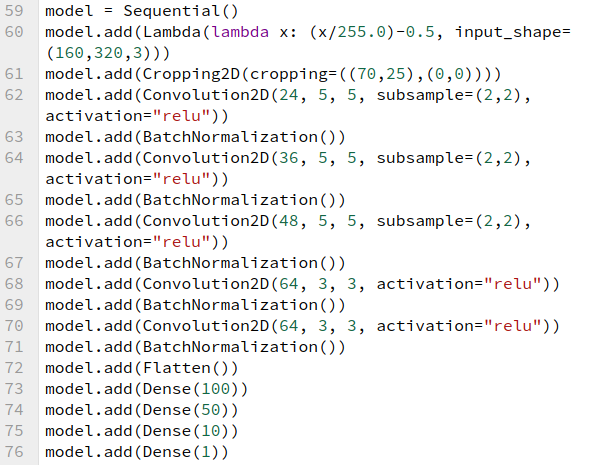 59 model = Sequential()
60 model.add(Lambda(lambda x: (x/255.0)-0.5, input_shape=
(160,320,3)))
61 model.add(Cropping2D(cropping=((70,25),(0,0))))
62 model.add(Convolution2D(24, 5, 5, subsample=(2,2),
activation="relu"))
63 model.add(BatchNormalization())
64 model.add(Convolution2D(36, 5, 5, subsample=(2,2),
activation="relu"))
65 model.add(BatchNormalization())
66 model.add(Convolution2D(48, 5, 5, subsample=(2,2),
activation="relu"))
67 model.add(BatchNormalization())
68 model.add(Convolution2D(64, 3, 3, activation="relu"))
69 model.add(BatchNormalization())
70 model.add(Convolution2D(64, 3, 3, activation="relu"))
71 model.add(BatchNormalization())
72 model.add(Flatten())
73 model.add(Dense(100))
74 model.add(Dense(50))
75 model.add(Dense(10))
76 model.add(Dense(1))